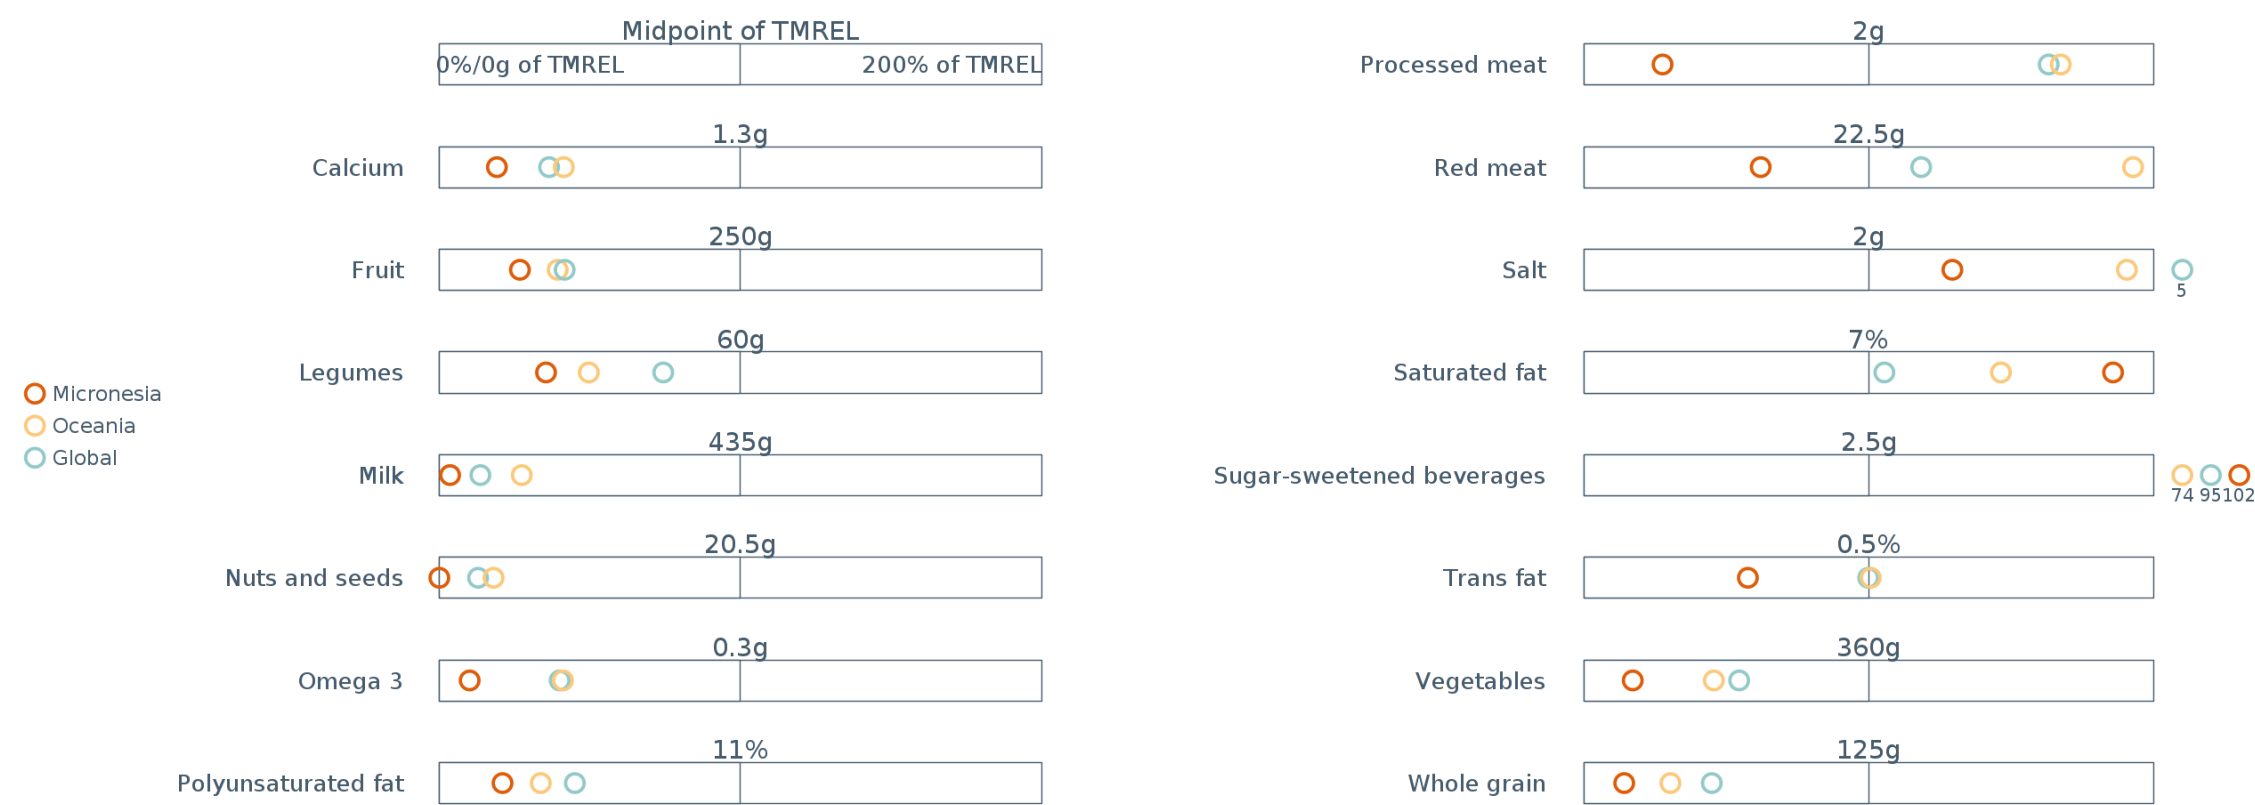 Midpoint of TMREL
0%/0g of TMREL
200% of TMREL
1.3g
Calcium
250g
Fruit
60g
Legumes
435g
Milk
20.5g
Nuts and seeds
0.3g
Omega 3
11%
Polyunsaturated fat
Micronesia
Oceania
Global
2g
Processed meat
22.5g
Red meat
2g
Salt
5
7%
Saturated fat
2.5g
Sugar-sweetened beverages
74 95 102
0.5%
Trans fat
360g
Vegetables
125g
Whole grain